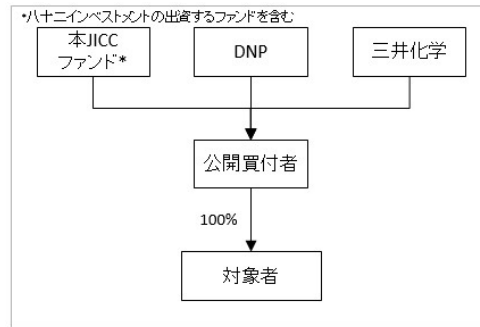 *八十二インベストメントの出資するファンドを含む
本JICC
ファンド*
DNP
三井化学
公開買付者
100%
対象者